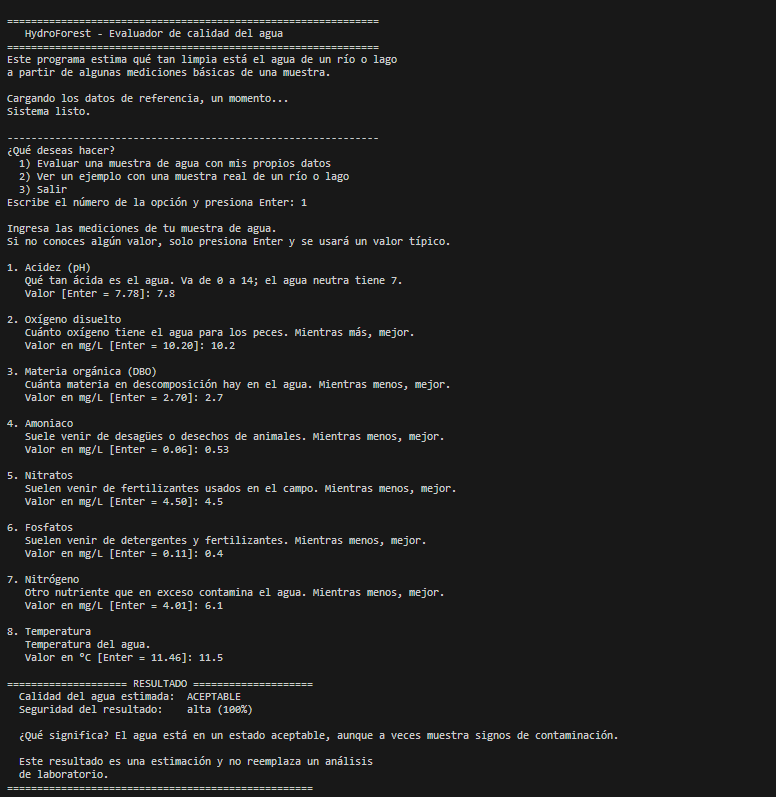 ============================================================
HydroForest - Evaluador de calidad del agua
============================================================
Este programa estima qué tan limpia está el agua de un río o lago
a partir de algunas mediciones básicas de una muestra.
Cargando los datos de referencia, un momento...
Sistema listo.
------------------------------------------------------------
¿Qué deseas hacer?
1) Evaluar una muestra de agua con mis propios datos
2) Ver un ejemplo con una muestra real de un río o lago
3) Salir
Escribe el número de la opción y presiona Enter: 1
Ingresa las mediciones de tu muestra de agua.
Si no conoces algún valor, solo presiona Enter y se usará un valor típico.
1. Acidez (pH)
Qué tan ácida es el agua. Va de 0 a 14; el agua neutra tiene 7.
Valor [Enter = 7.78]: 7.8
2. Oxígeno disuelto
Cuánto oxígeno tiene el agua para los peces. Mientras más, mejor.
Valor en mg/L [Enter = 10.20]: 10.2
3. Materia orgánica (DBO)
Cuánta materia en descomposición hay en el agua. Mientras menos, mejor.
Valor en mg/L [Enter = 2.70]: 2.7
4. Amoniaco
Suele venir de desagües o desechos de animales. Mientras menos, mejor.
Valor en mg/L [Enter = 0.06]: 0.53
5. Nitratos
Suelen venir de fertilizantes usados en el campo. Mientras menos, mejor.
Valor en mg/L [Enter = 4.50]: 4.5
6. Fosfatos
Suelen venir de detergentes y fertilizantes. Mientras menos, mejor.
Valor en mg/L [Enter = 0.11]: 0.4
7. Nitrógeno
Otro nutriente que en exceso contamina el agua. Mientras menos, mejor.
Valor en mg/L [Enter = 4.01]: 6.1
8. Temperatura
Temperatura del agua.
Valor en ºC [Enter = 11.46]: 11.5
==================== RESULTADO ====================
Calidad del agua estimada: ACEPTABLE
Seguridad del resultado: alta (100%)
¿Qué significa? El agua está en un estado aceptable, aunque a veces muestra signos de contaminación.
Este resultado es una estimación y no reemplaza un análisis
de laboratorio.
===================================================